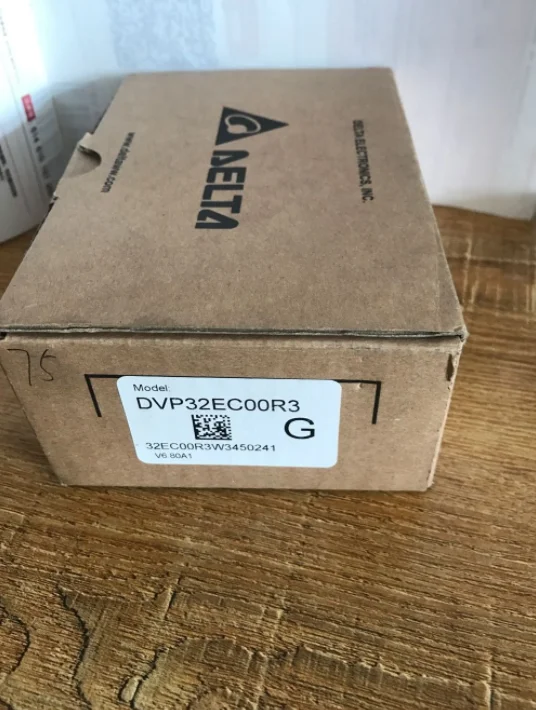 DELTA ELECTRONICS, INC.
DELTA
www.deltaww.com
75
Model:
DVP32EC00R3
G
32EC00R3W3450241
V6.80A1